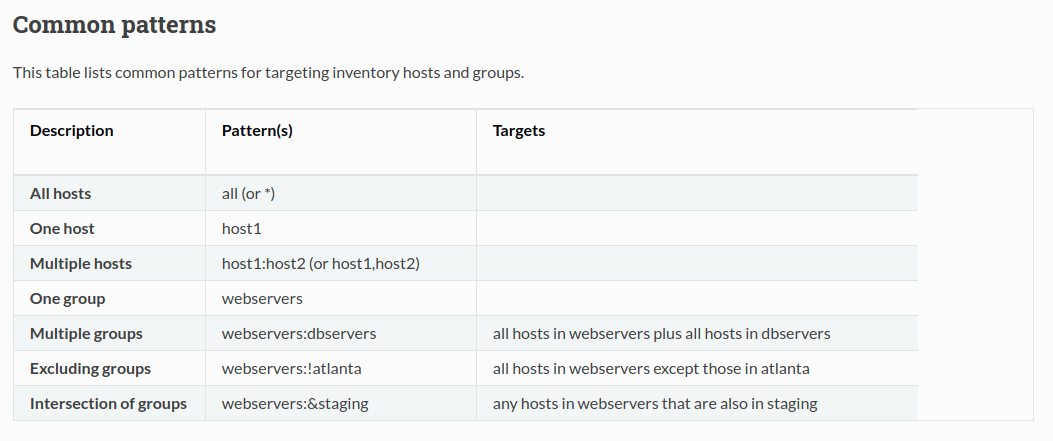 Common patterns
This table lists common patterns for targeting inventory hosts and groups.
Description Pattern(s) Targets
All hosts all (or *)
One host host1
Multiple hosts host1:host2 (or host1,host2)
One group webservers
Multiple groups webservers:dbservers all hosts in webservers plus all hosts in dbservers
Excluding groups webservers:!atlanta all hosts in webservers except those in atlanta
Intersection of groups webservers:&staging any hosts in webservers that are also in staging